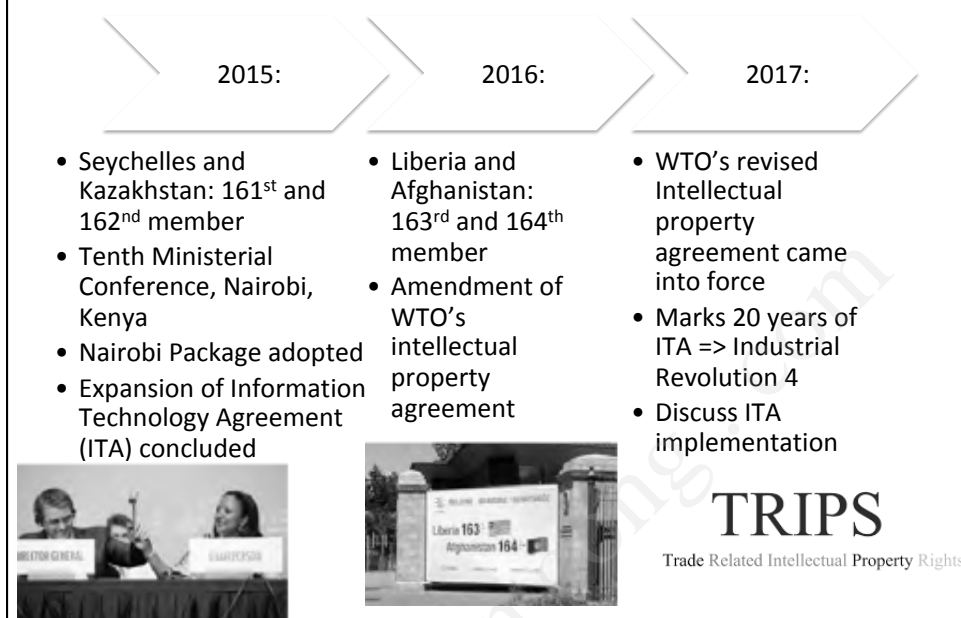 2015:
2016:
2017:
• Seychelles and
Kazakhstan: 161st and
162nd member
• Tenth Ministerial
Conference, Nairobi,
Kenya
• Nairobi Package adopted
• Expansion of Information
Technology Agreement
(ITA) concluded
• Liberia and
Afghanistan:
163rd and 164th
member
• Amendment of
WTO’s
intellectual
property
agreement
• WTO’s revised
Intellectual
property
agreement came
into force
• Marks 20 years of
ITA => Industrial
Revolution 4
• Discuss ITA
implementation
DIRECTOR GENERAL
CHAIRPERSON
Liberia 163
Afghanistan 164
TRIPS
Trade Related Intellectual Property Rights